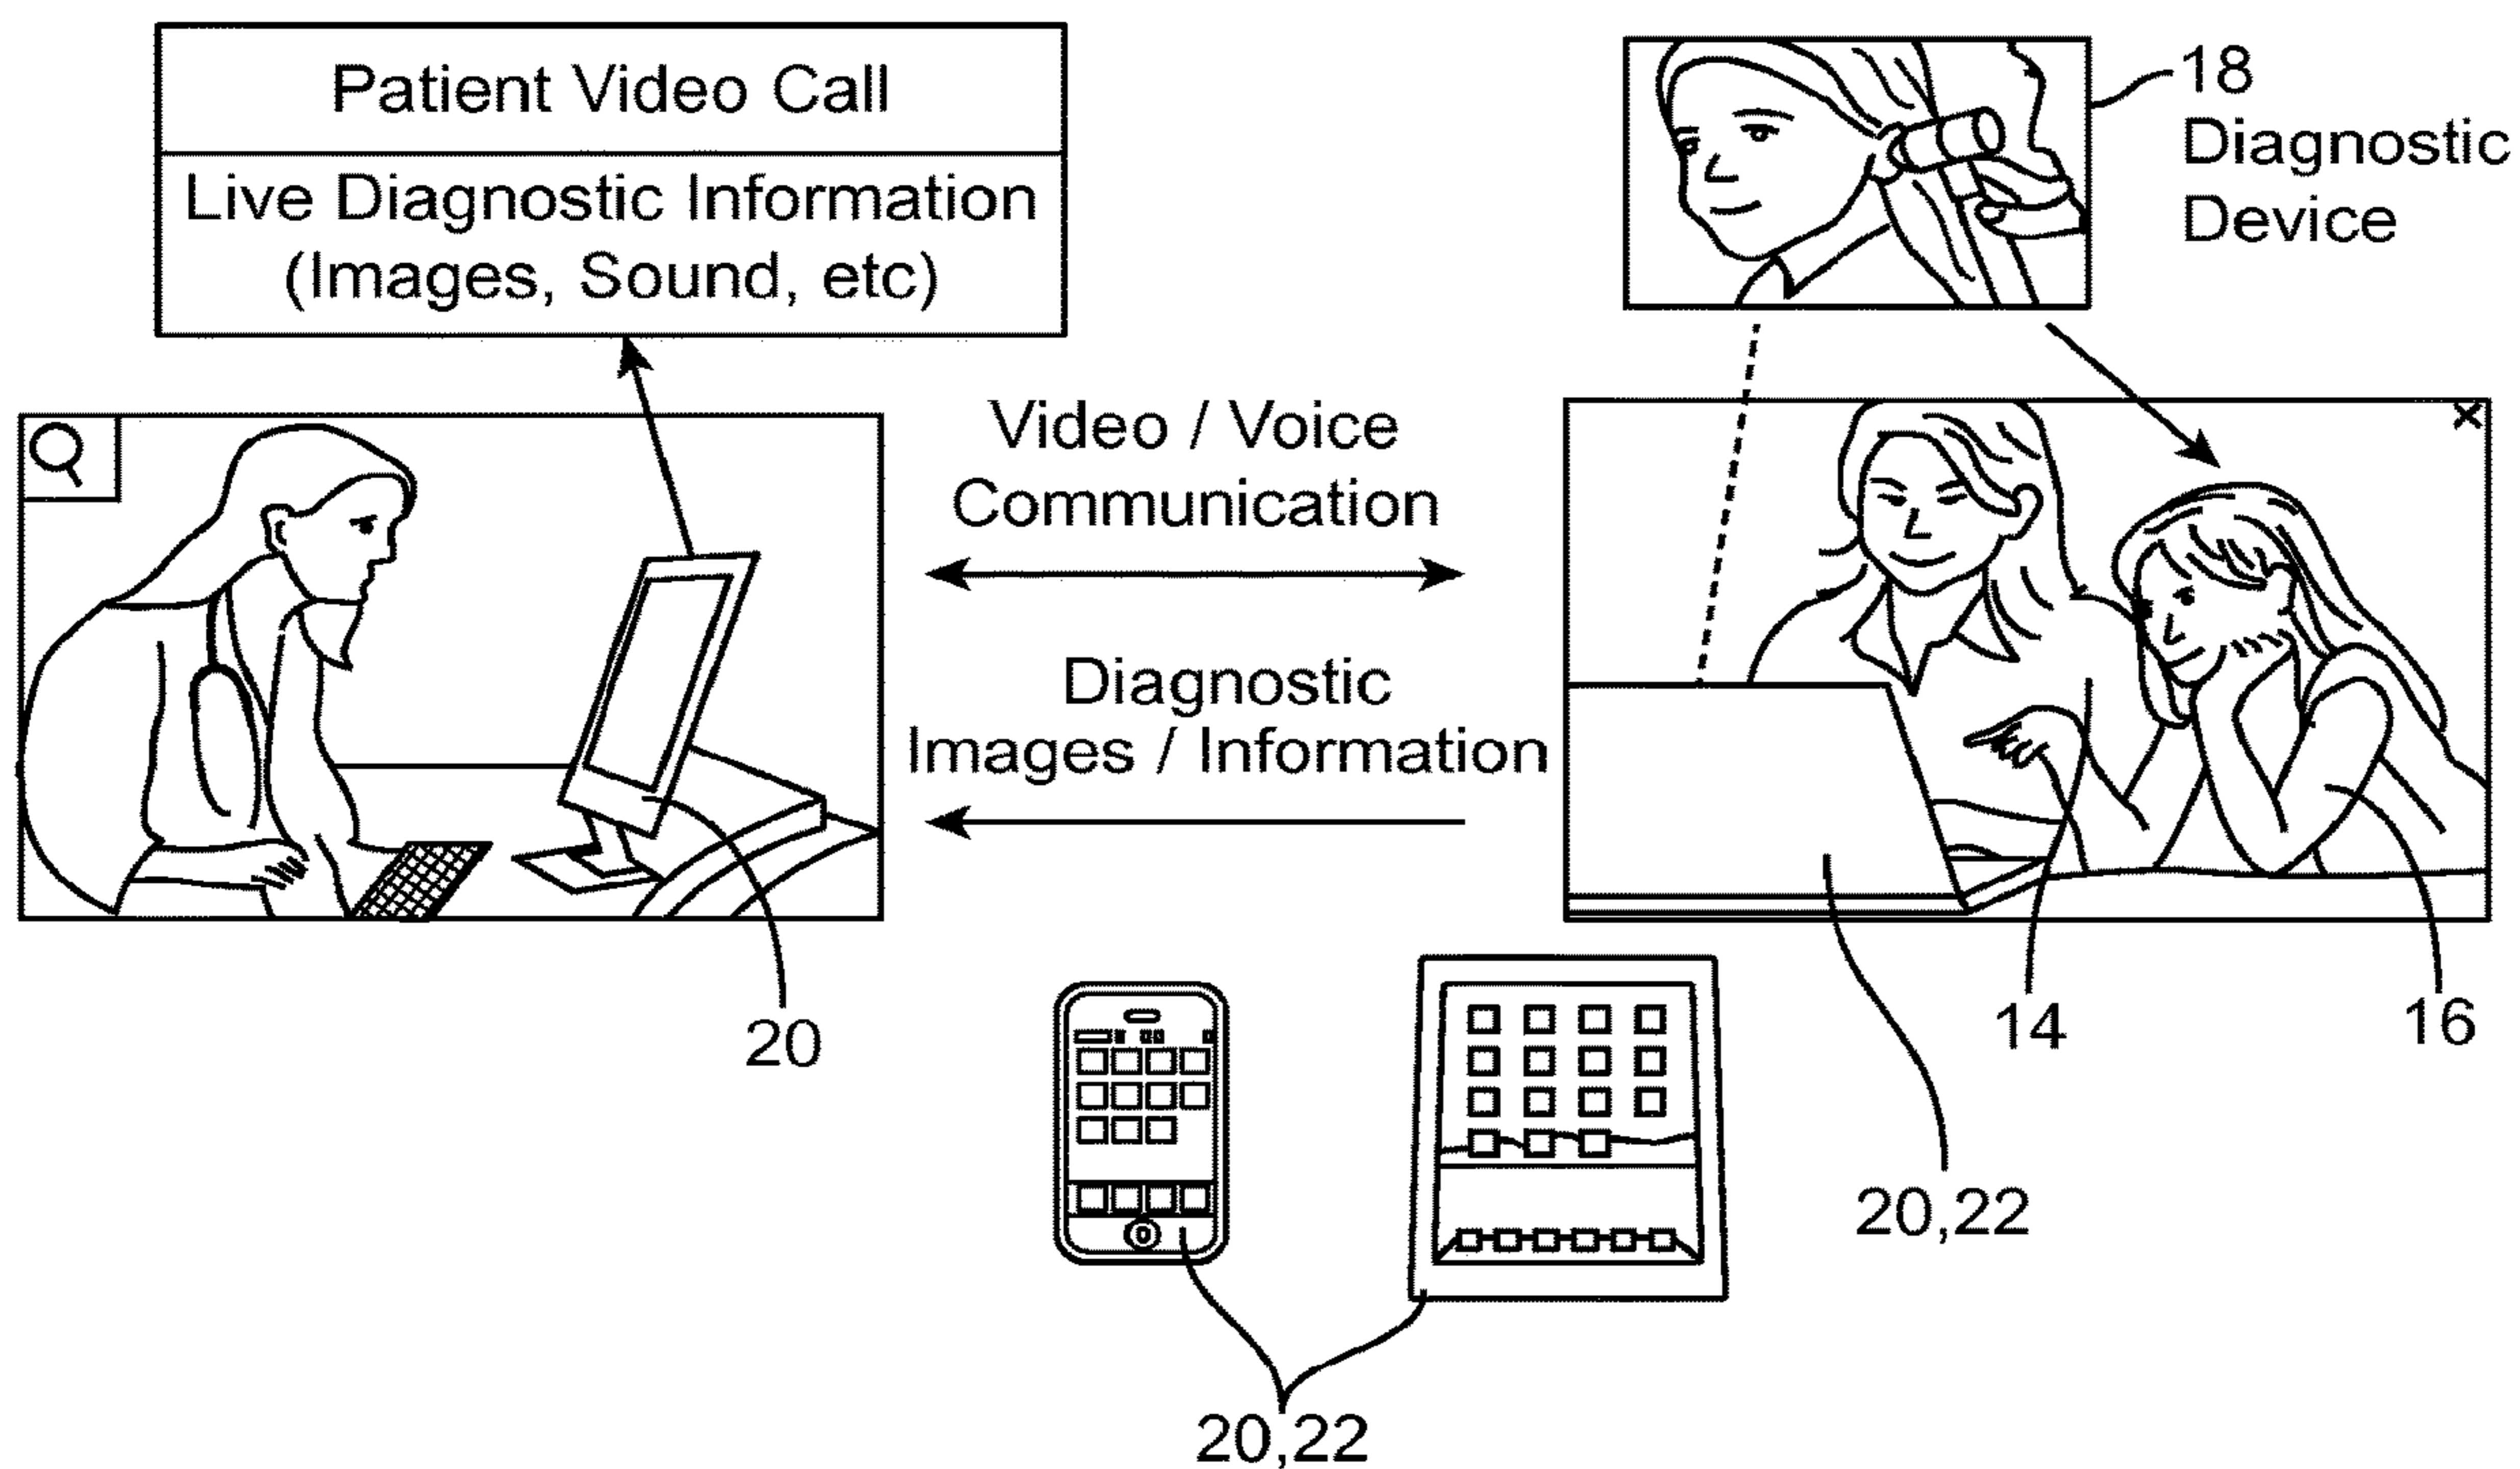 Patient Video Call
Live Diagnostic Information
(Images, Sound, etc)
18
Diagnostic
Device
Video / Voice
Communication
Diagnostic
Images / Information
20
14
16
20,22
20,22